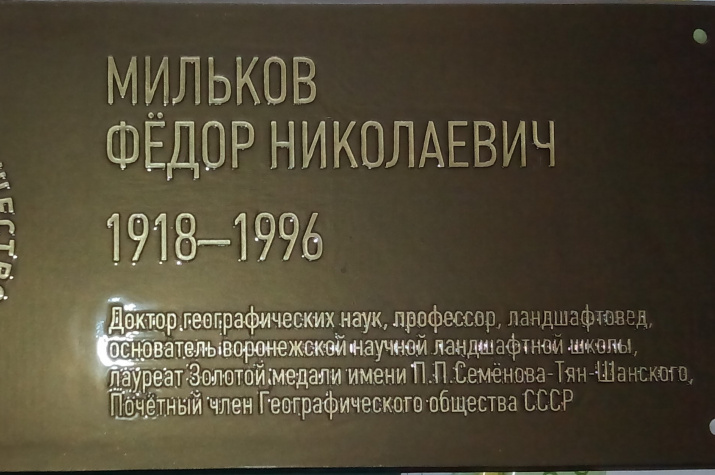 МИЛЬКОВ
ФЁДОР НИКОЛАЕВИЧ
1918–1996
Доктор географических наук, профессор, ландшафтовед,
основатель воронежской научной ландшафтной школы,
лауреат Золотой медали имени П.П.Семёнова-Тян-Шанского,
Почётный член Географического общества СССР